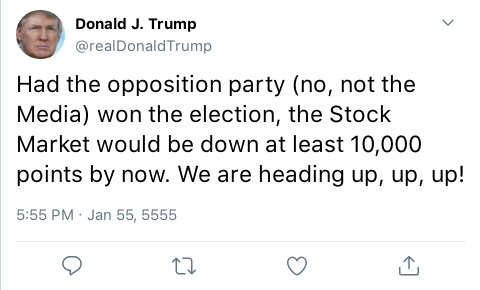 Donald J. Trump
@realDonaldTrump
Had the opposition party (no, not the
Media) won the election, the Stock
Market would be down at least 10,000
points by now. We are heading up, up, up!
5:55 PM · Jan 55, 5555